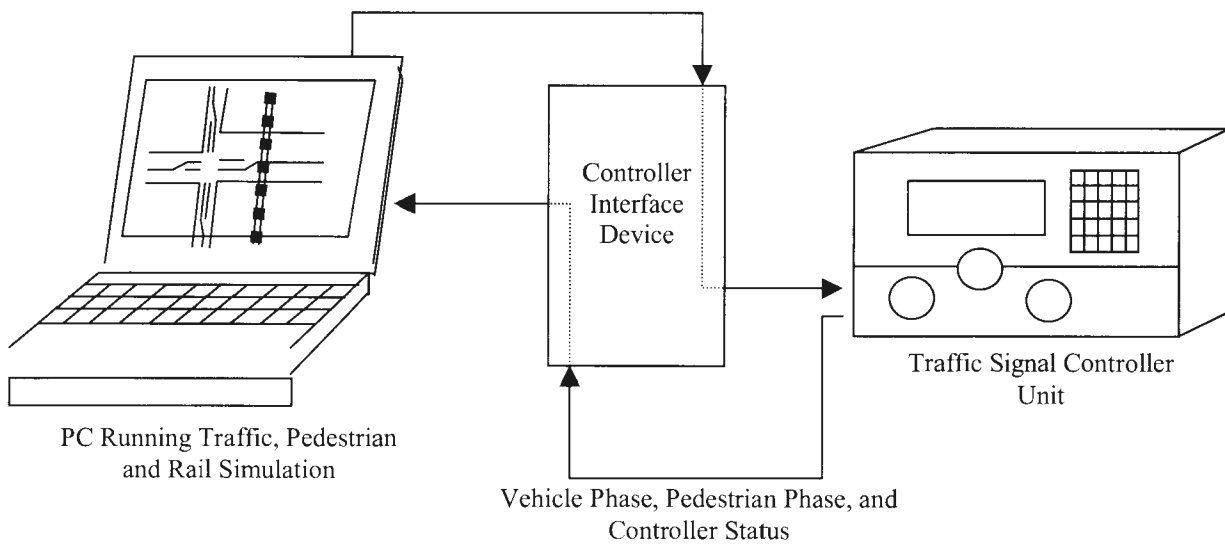 Controller
Interface
Device
Traffic Signal Controller
Unit
PC Running Traffic, Pedestrian
and Rail Simulation
Vehicle Phase, Pedestrian Phase, and
Controller Status